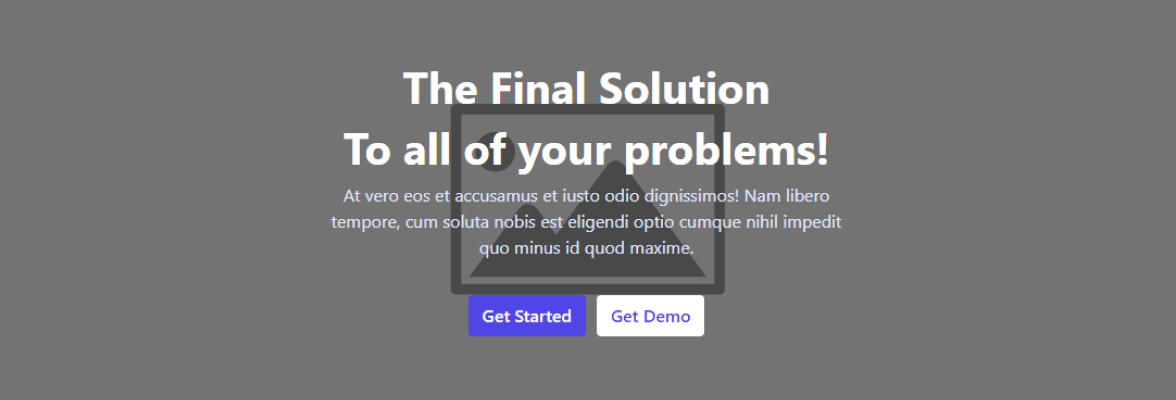 The Final Solution
To all of your problems!
At vero eos et accusamus et iusto odio dignissimos! Nam libero
tempore, cum soluta nobis est eligendi optio cumque nihil impedit
quo minus id quod maxime.
Get Started Get Demo